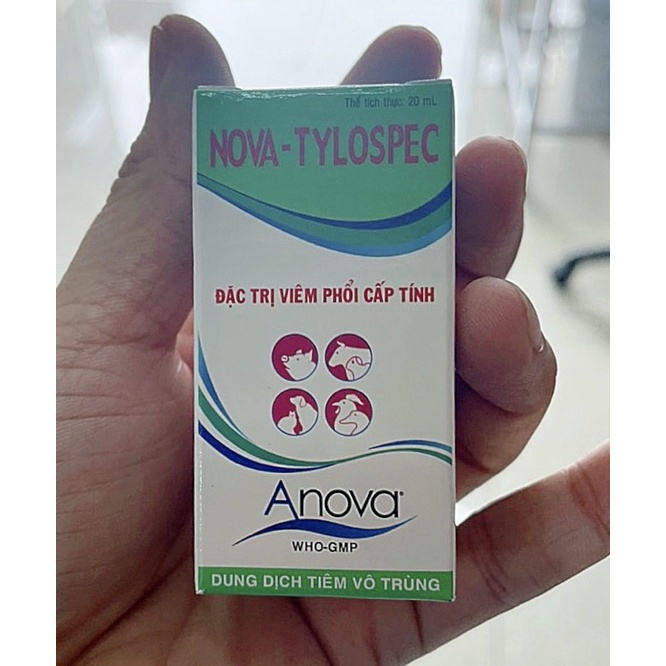 Thể tích thực: 20 mL
NOVA-TYLOSPEC
ĐẶC TRỊ VIÊM PHỔI CẤP TÍNH
Anova®
WHO-GMP
DUNG DỊCH TIÊM VÔ TRÙNG